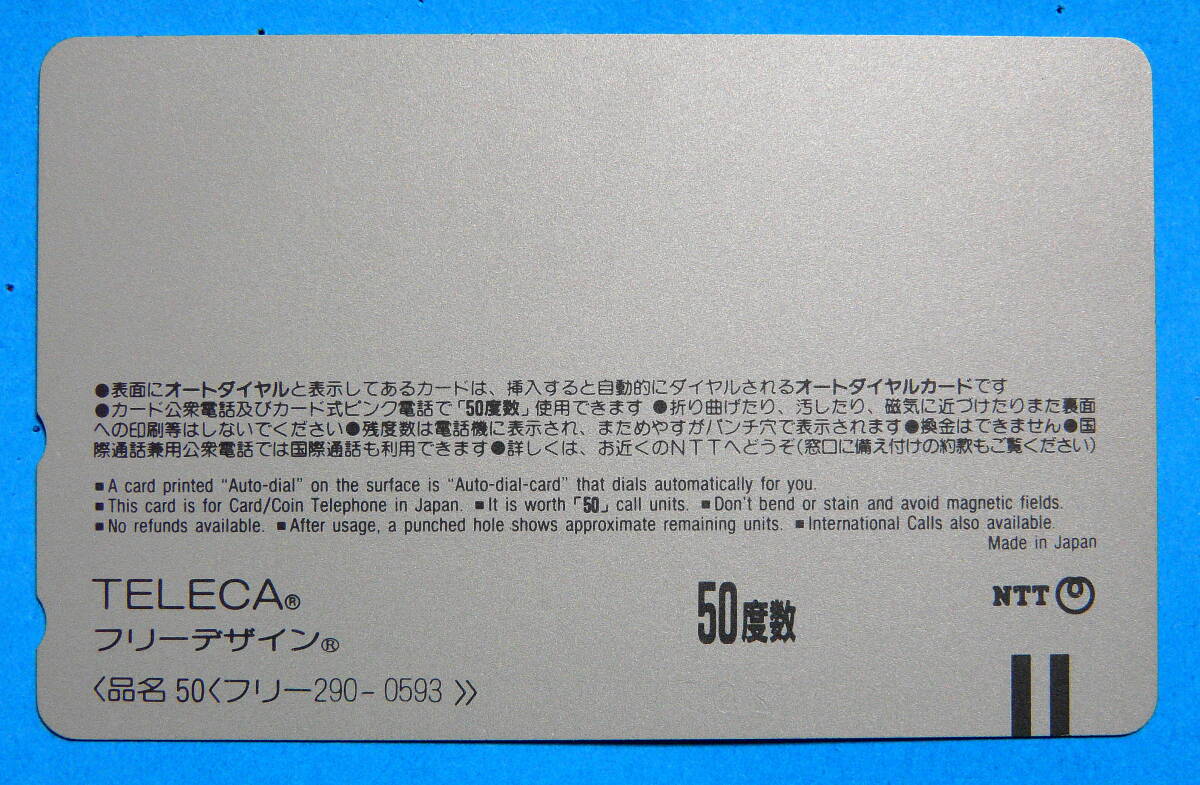 ●表面にオートダイヤルと表示してあるカードは、挿入すると自動的にダイヤルされるオートダイヤルカードです
●カード公衆電話及びカード式ピンク電話で「50度数」使用できます ●折り曲げたり、汚したり、磁気に近づけたりまた裏面
への印刷等はしないでください●残度数は電話機に表示され、まためやすがパンチ穴で表示されます●換金はできません●国
際通話兼用公衆電話では国際通話も利用できます●詳しくは、お近くのNTTへどうぞ(窓口に備え付けの約款もご覧ください)
■A card printed “Auto-dial” on the surface is “Auto-dial-card” that dials automatically for you.
■This card is for Card/Coin Telephone in Japan. ■It is worth「50」call units. ■Don't bend or stain and avoid magnetic fields.
■No refunds available. ■After usage, a punched hole shows approximate remaining units. ■International Calls also available.
Made in Japan
TELECA®
50度数
NTT
フリーデザイン®
〈品名 50〈フリー290-0593 》